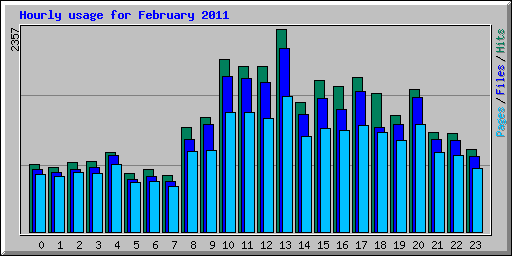 Hourly usage for February 2011
2357
Pages / Files / Hits
0 1 2 3 4 5 6 7 8 9 10 11 12 13 14 15 16 17 18 19 20 21 22 23